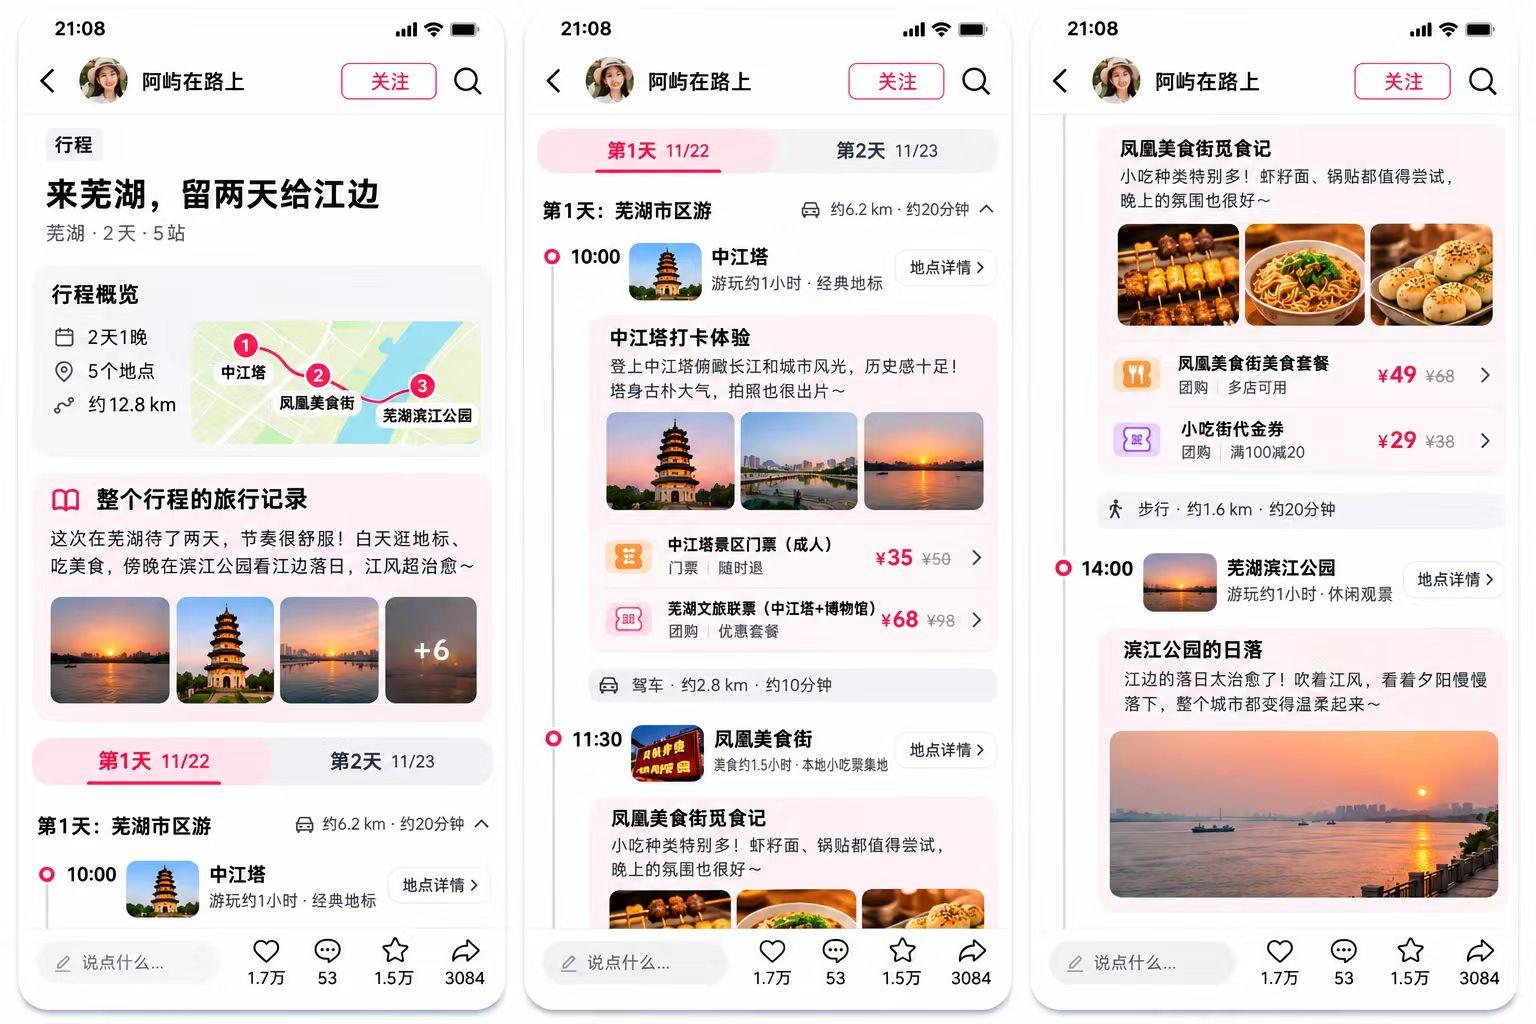 21:08
阿屿在路上
关注
行程
来芜湖，留两天给江边
芜湖 · 2天 · 5站
行程概览
2天1晚
5个地点
约12.8 km
1
中江塔
2
凤凰美食街
3
芜湖滨江公园
整个行程的旅行记录
这次在芜湖待了两天，节奏很舒服！白天逛地标、
吃美食，傍晚在滨江公园看江边落日，江风超治愈～
+6
第1天 11/22
第2天 11/23
第1天：芜湖市区游
约6.2 km · 约20分钟
10:00
中江塔
游玩约1小时 · 经典地标
地点详情
说点什么...
1.7万
53
1.5万
3084
21:08
阿屿在路上
关注
第1天 11/22
第2天 11/23
第1天：芜湖市区游
约6.2 km · 约20分钟
10:00
中江塔
游玩约1小时 · 经典地标
地点详情
中江塔打卡体验
登上中江塔俯瞰长江和城市风光，历史感十足！
塔身古朴大气，拍照也很出片～
中江塔景区门票（成人）
门票 | 随时退
¥35 ¥50
芜湖文旅联票（中江塔+博物馆）
团购 | 优惠套餐
¥68 ¥98
驾车 · 约2.8 km · 约10分钟
11:30
凤凰美食街
美食约1.5小时 · 本地小吃聚集地
地点详情
凤凰美食街觅食记
小吃种类特别多！虾籽面、锅贴都值得尝试，
晚上的氛围也很好～
说点什么...
1.7万
53
1.5万
3084
21:08
阿屿在路上
关注
凤凰美食街觅食记
小吃种类特别多！虾籽面、锅贴都值得尝试，
晚上的氛围也很好～
凤凰美食街美食套餐
团购 | 多店可用
¥49 ¥68
小吃街代金券
团购 | 满100减20
¥29 ¥38
步行 · 约1.6 km · 约20分钟
14:00
芜湖滨江公园
游玩约1小时 · 休闲观景
地点详情
滨江公园的日落
江边的落日太治愈了！吹着江风，看着夕阳慢慢
落下，整个城市都变得温柔起来～
说点什么...
1.7万
53
1.5万
3084